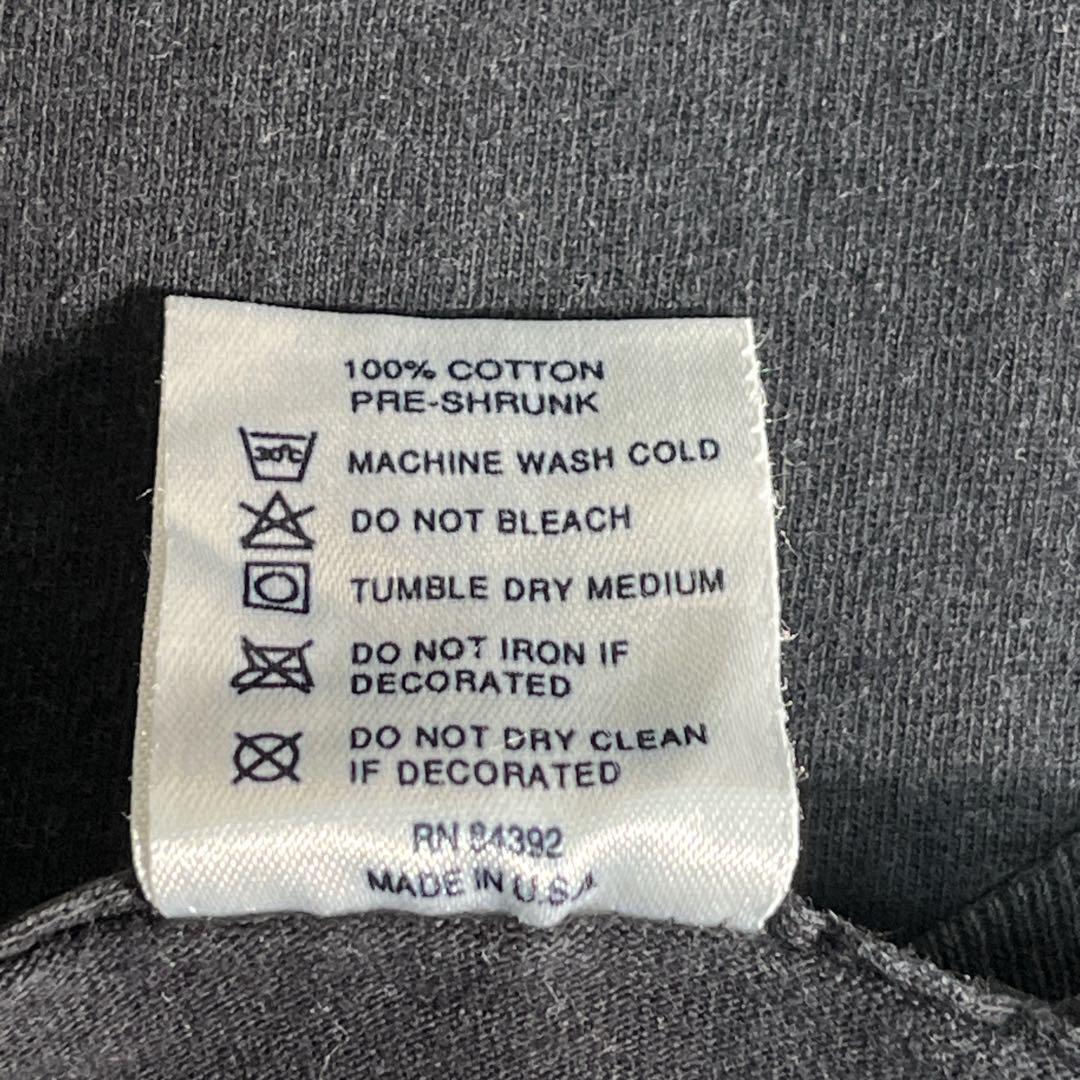 100% COTTON
PRE-SHRUNK
30°C MACHINE WASH COLD
DO NOT BLEACH
TUMBLE DRY MEDIUM
DO NOT IRON IF
DECORATED
DO NOT DRY CLEAN
IF DECORATED
RN 84392
MADE IN U.S.A